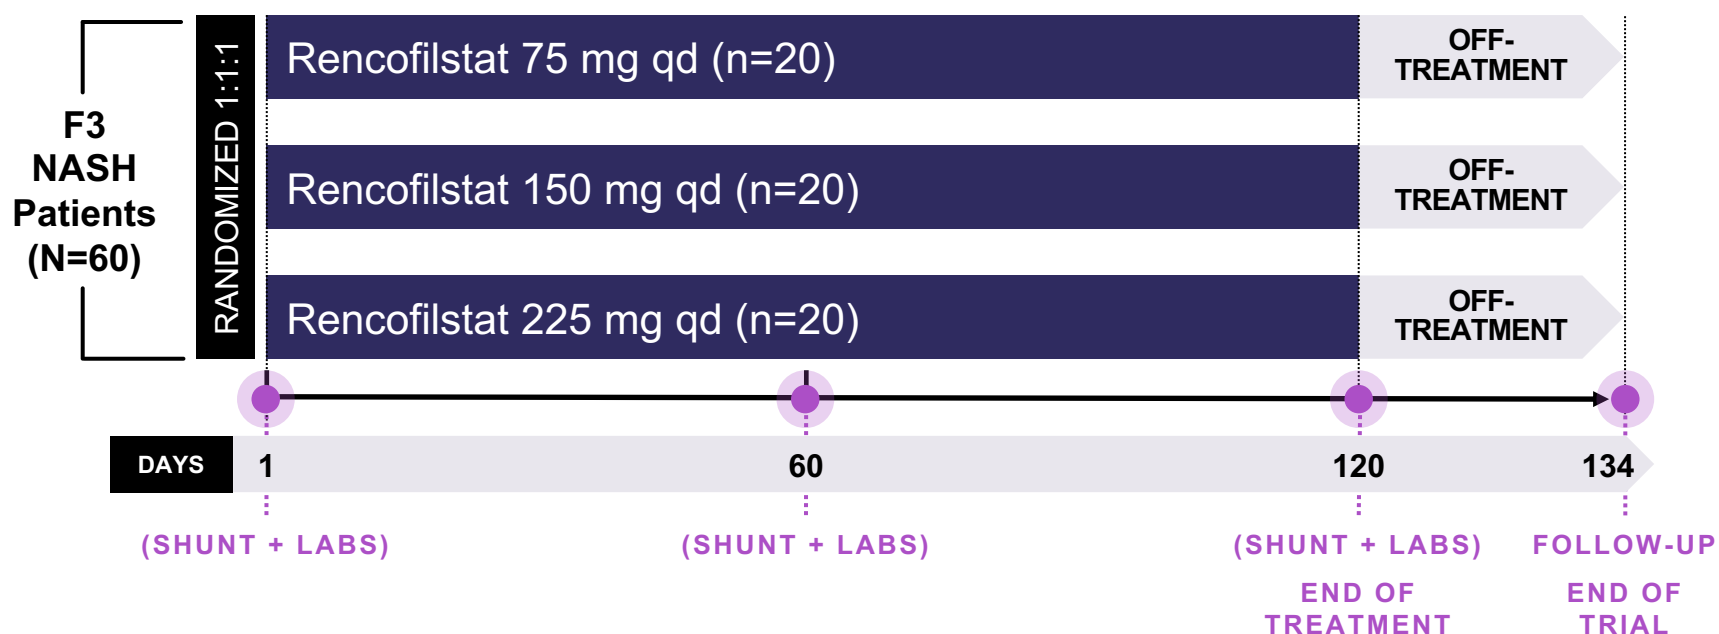 F3
NASH
Patients
(N=60)
RANDOMIZED 1:1:1
Rencofilstat 75 mg qd (n=20)
OFF-
TREATMENT
Rencofilstat 150 mg qd (n=20)
OFF-
TREATMENT
Rencofilstat 225 mg qd (n=20)
OFF-
TREATMENT
DAYS 1 60 120 134
(SHUNT + LABS) (SHUNT + LABS) (SHUNT + LABS) FOLLOW-UP
END OF
TREATMENT
END OF
TRIAL